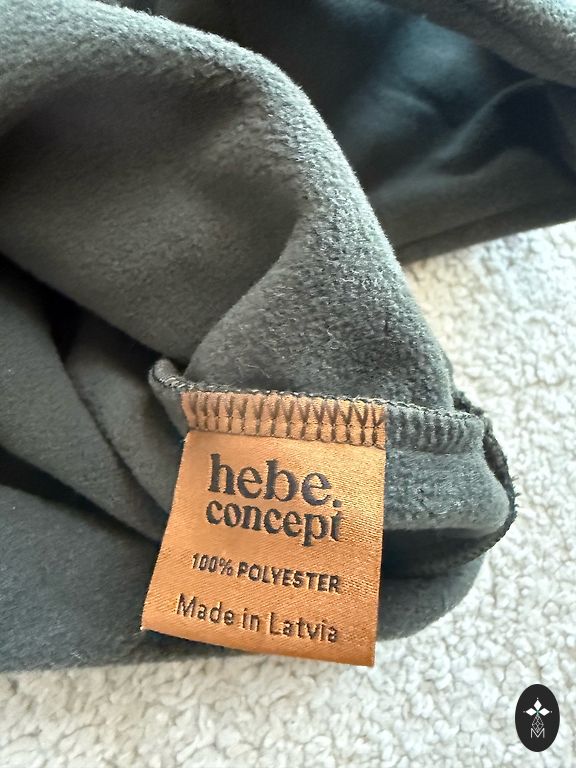 hebe.
concept
100% POLYESTER
Made in Latvia
M